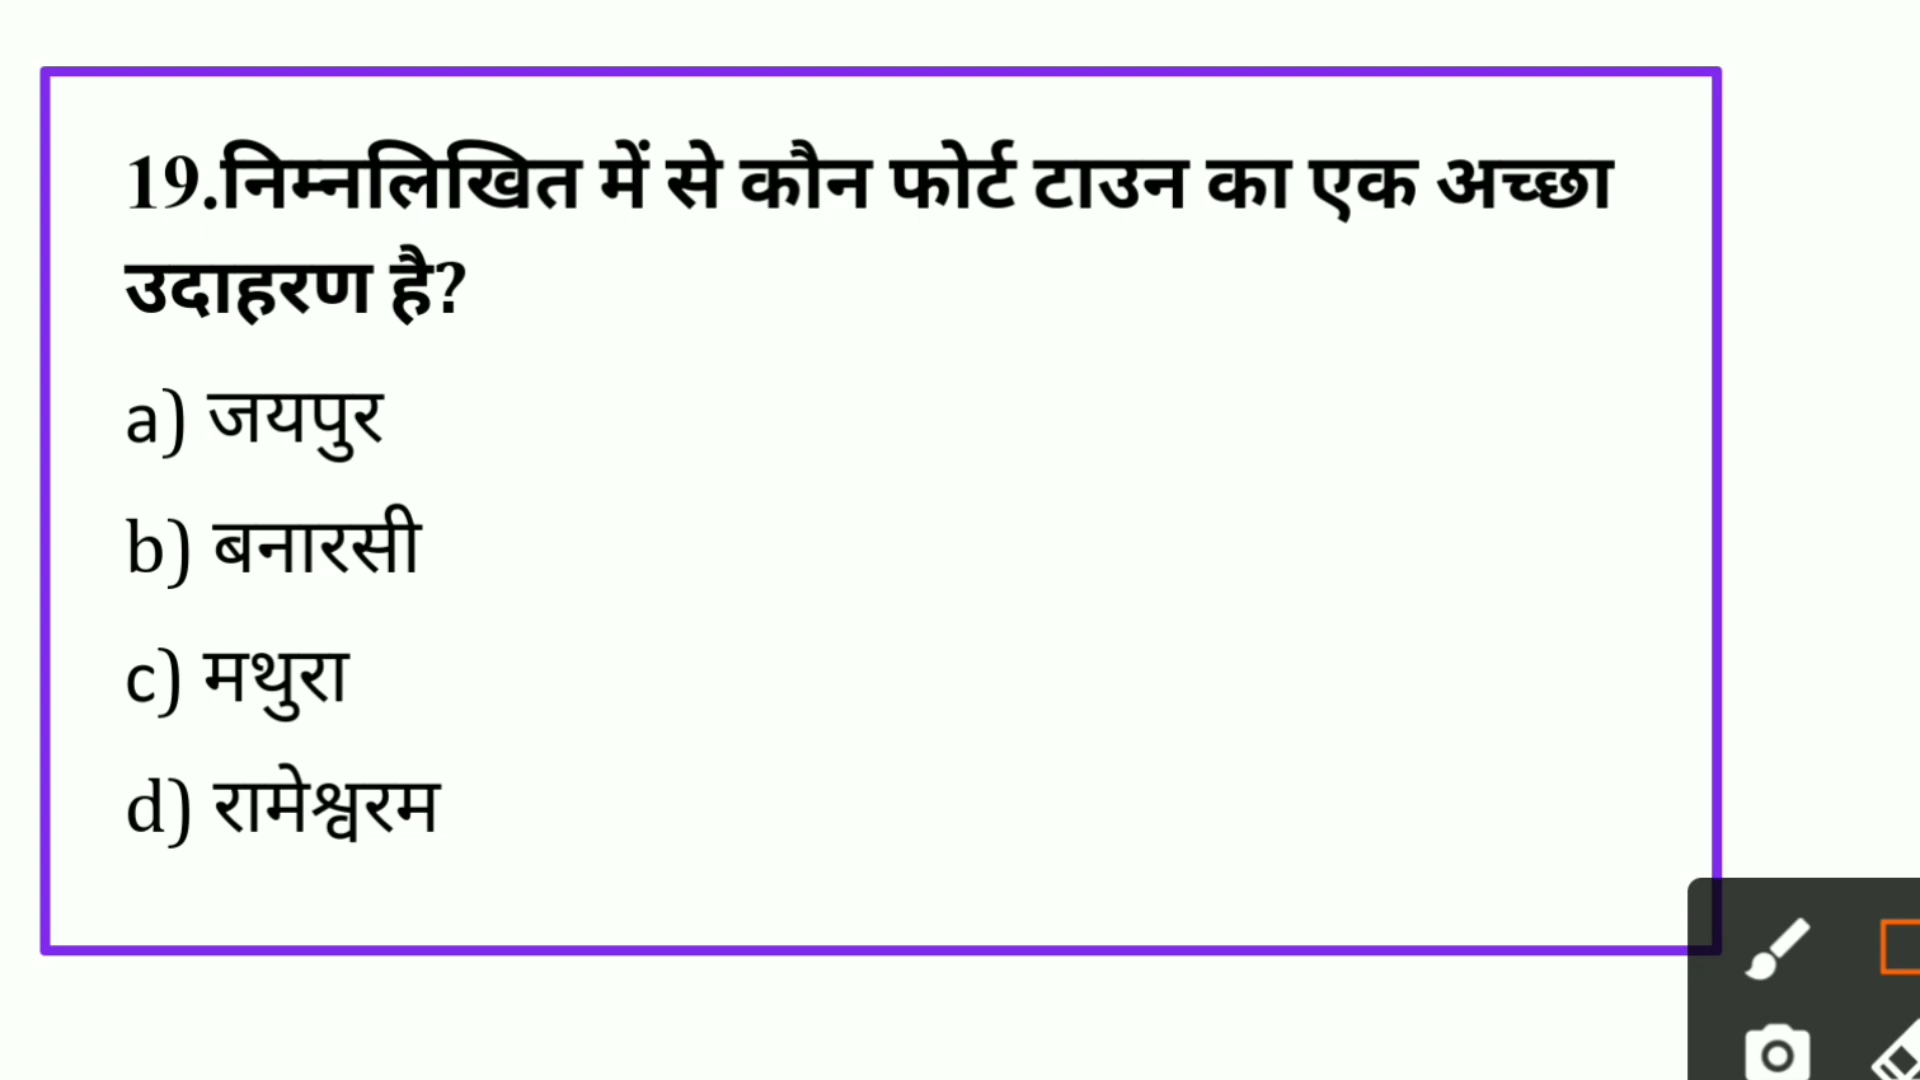 19.निम्नलिखित में से कौन फोर्ट टाउन का एक अच्छा
उदाहरण है?
a) जयपुर
b) बनारसी
c) मथुरा
d) रामेश्वरम